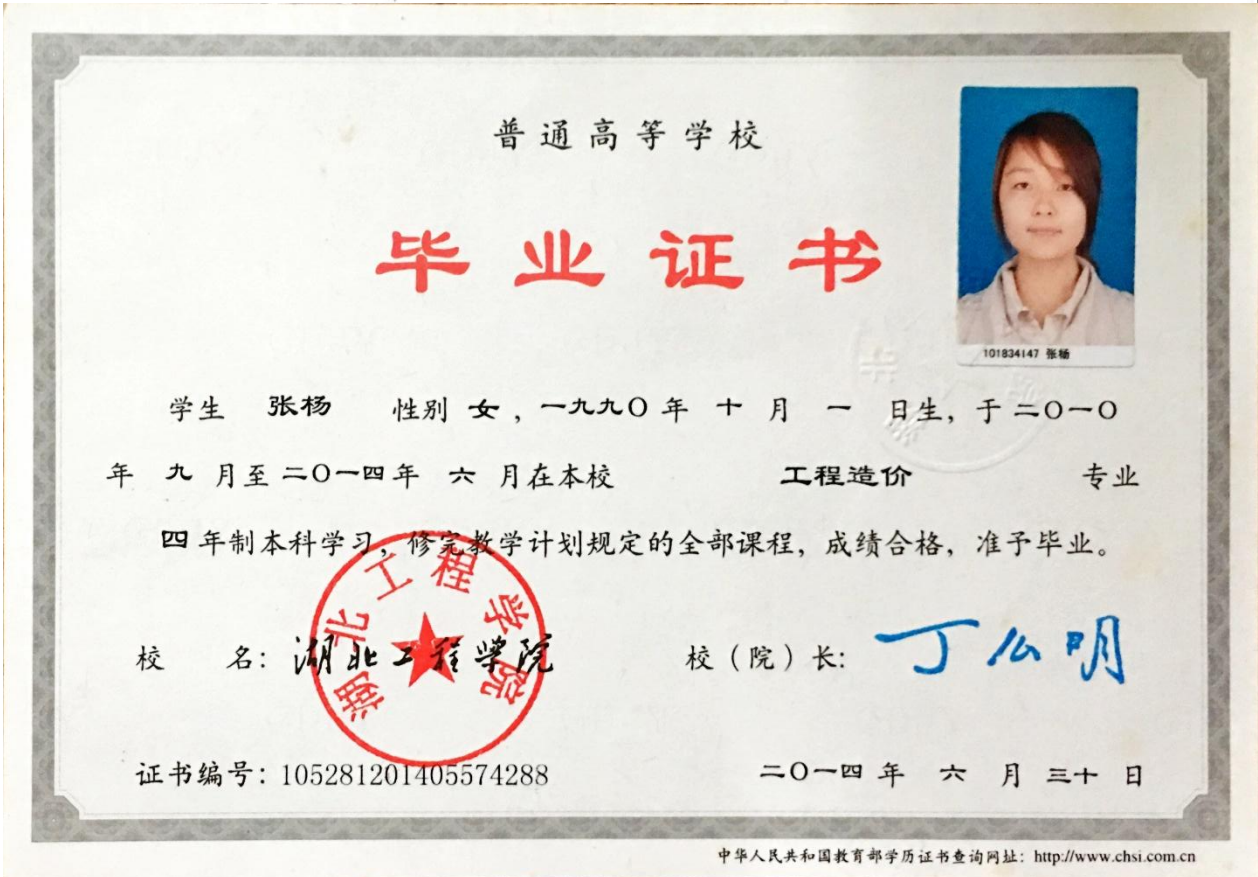 普通高等学校
毕业证书
101834147 张杨
学生 张杨 性别 女，一九九〇年 十 月 一 日生，于二〇一〇
年 九 月至二〇一四年 六 月在本校 工程造价 专业
四年制本科学习，修完教学计划规定的全部课程，成绩合格，准予毕业。
湖北工程学院
校 名：湖北工程学院 校（院）长：丁么明
证书编号：105281201405574288 二〇一四年 六 月 三十 日
中华人民共和国教育部学历证书查询网址：http://www.chsi.com.cn